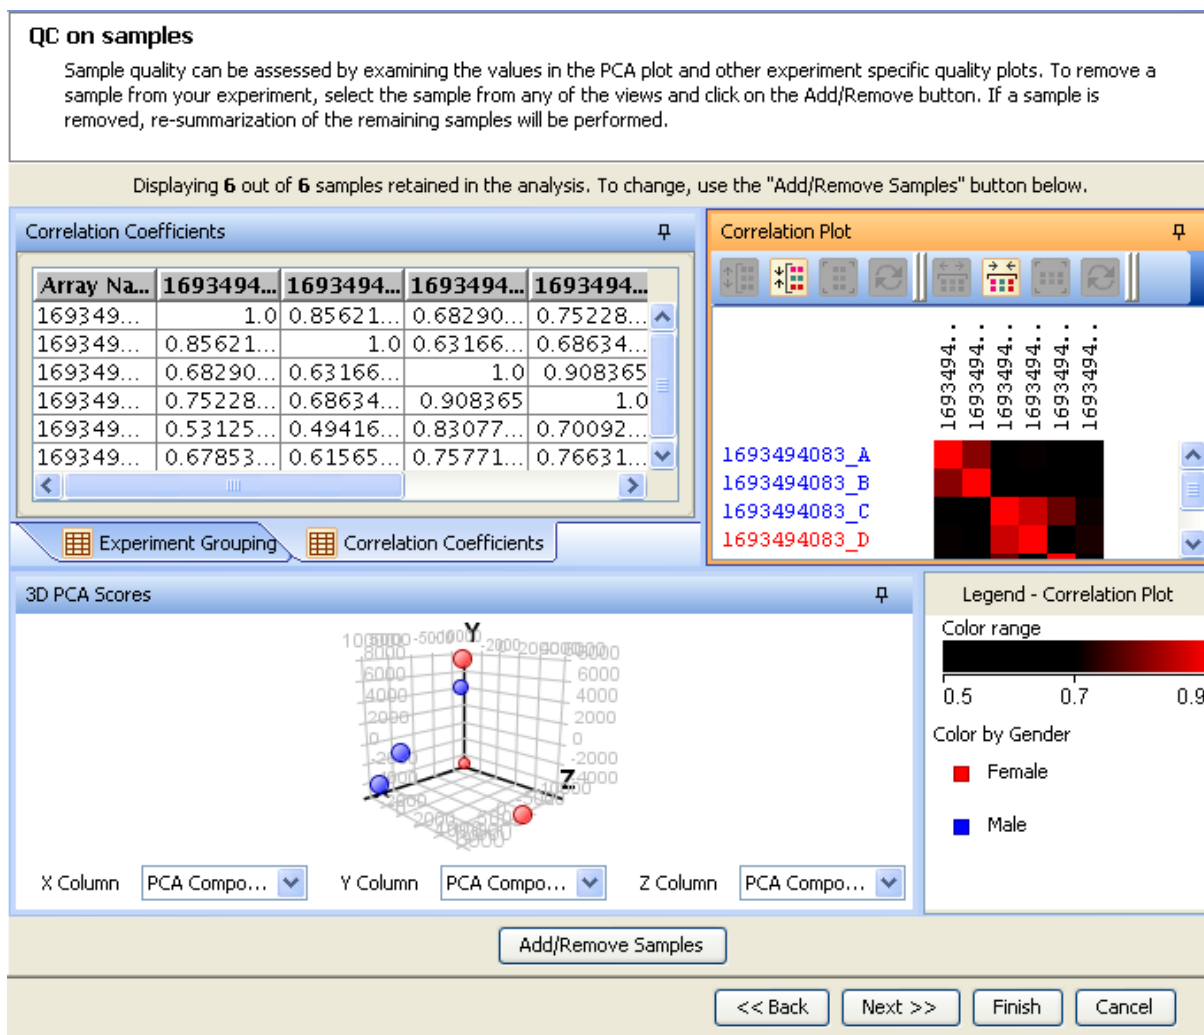 QC on samples
Sample quality can be assessed by examining the values in the PCA plot and other experiment specific quality plots. To remove a
sample from your experiment, select the sample from any of the views and click on the Add/Remove button. If a sample is
removed, re-summarization of the remaining samples will be performed.
Displaying 6 out of 6 samples retained in the analysis. To change, use the "Add/Remove Samples" button below.
Correlation Coefficients
Array Na... 1693494... 1693494... 1693494... 1693494...
169349... 1.0 0.85621... 0.68290... 0.75228...
169349... 0.85621... 1.0 0.63166... 0.68634...
169349... 0.68290... 0.63166... 1.0 0.908365
169349... 0.75228... 0.68634... 0.908365 1.0
169349... 0.53125... 0.49416... 0.83077... 0.70092...
169349... 0.67853... 0.61565... 0.75771... 0.76631...
Experiment Grouping Correlation Coefficients
Correlation Plot
1693494..
1693494..
1693494..
1693494..
1693494..
1693494..
1693494083_A
1693494083_B
1693494083_C
1693494083_D
3D PCA Scores
Y
8000
6000
4000
2000
0
-2000
-4000
6000
4000
2000
0
-2000
Z
X Column PCA Compo... Y Column PCA Compo... Z Column PCA Compo...
Legend - Correlation Plot
Color range
0.5 0.7 0.9
Color by Gender
Female
Male
Add/Remove Samples
<< Back Next >> Finish Cancel